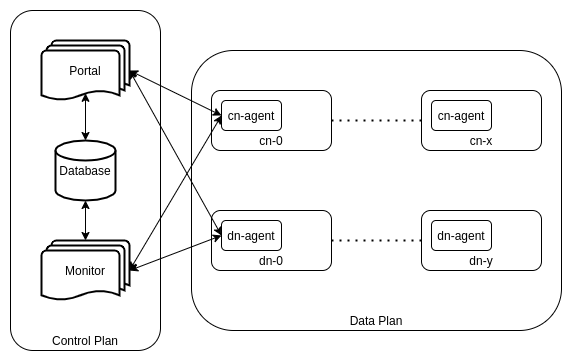 Portal
Database
Monitor
Control Plan
cn-agent
cn-0
cn-agent
cn-x
dn-agent
dn-0
dn-agent
dn-y
Data Plan